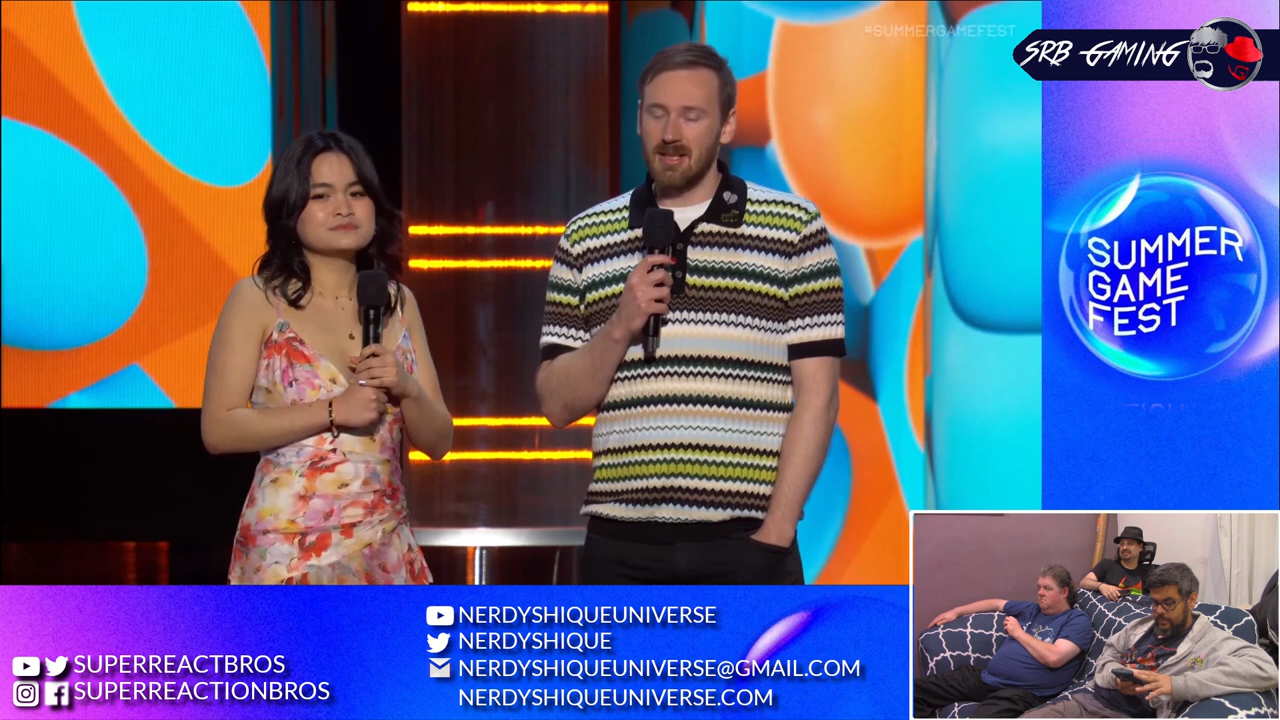 @SUMMERGAMEFEST
SRB GAMING
SUMMER
GAME
FEST
SUPERREACTBROS
SUPERREACTIONBROS
NERDYSHIQUEUNIVERSE
NERDYSHIQUE
NERDYSHIQUEUNIVERSE@GMAIL.COM
NERDYSHIQUEUNIVERSE.COM